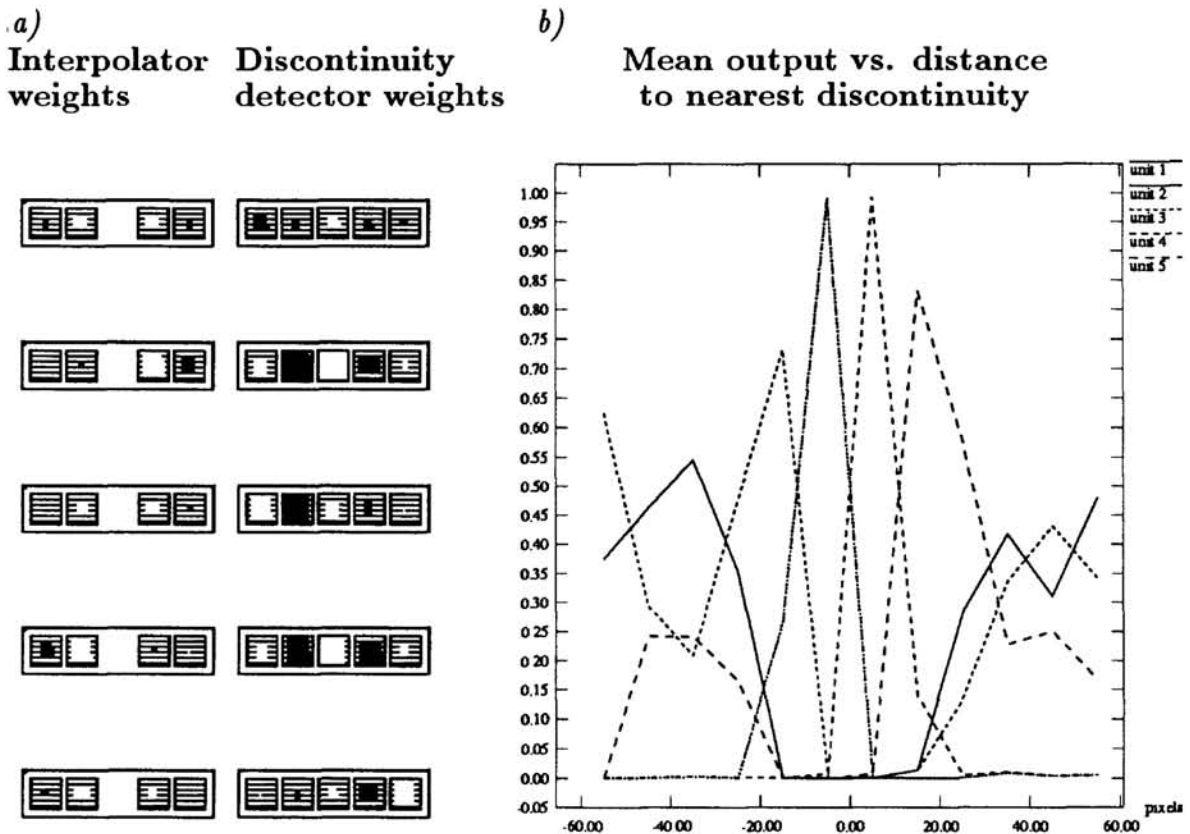 a)
Interpolator weights
Discontinuity detector weights
b)
Mean output vs. distance
to nearest discontinuity
unit 1
unit 2
unit 3
unit 4
unit 5
1.00
0.95
0.90
0.85
0.80
0.75
0.70
0.65
0.60
0.55
0.50
0.45
0.40
0.35
0.30
0.25
0.20
0.15
0.10
0.05
0.00
-0.05
-60.00
-40.00
-20.00
0.00
20.00
40.00
60.00
pixels